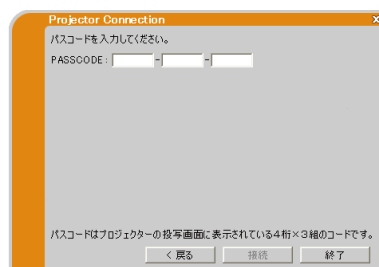 Projector Connection
パスコードを入力してください。
PASSCODE: - -
パスコードはプロジェクターの投写画面に表示されている4桁×3組のコードです。
< 戻る 接続 終了